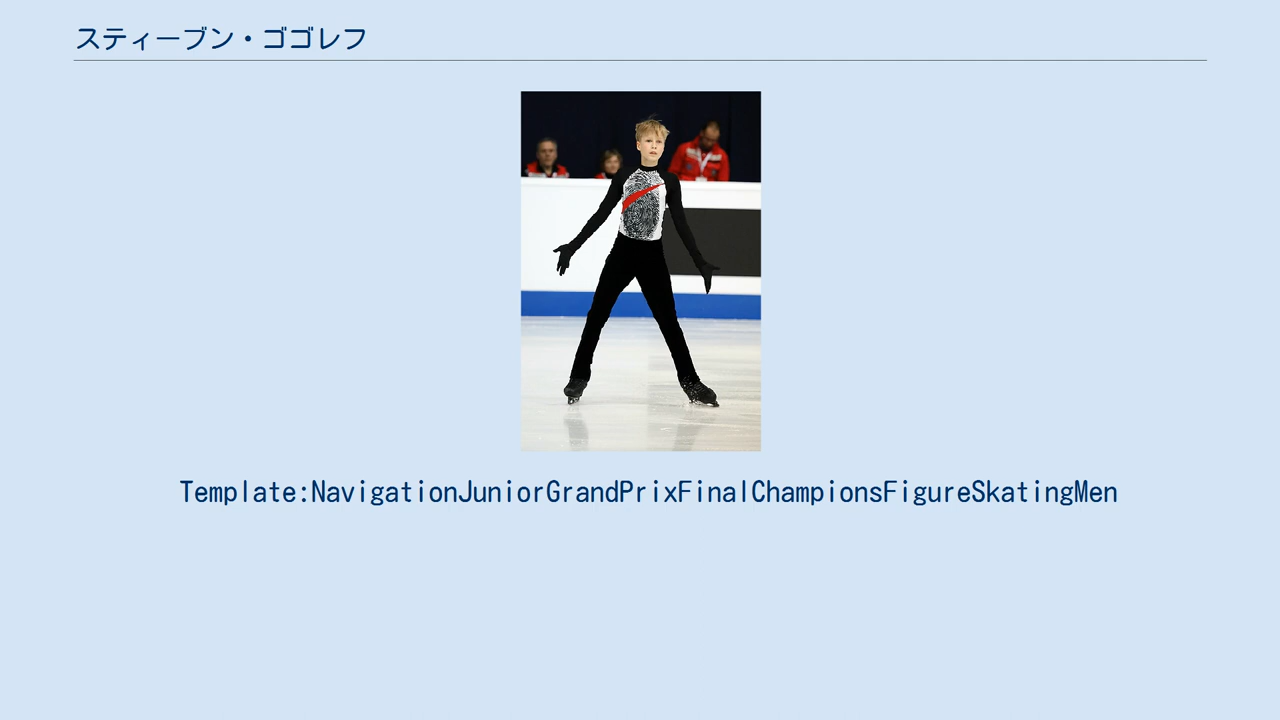 スティーブン・ゴゴレフ
Template:NavigationJuniorGrandPrixFinalChampionsFigureSkatingMen